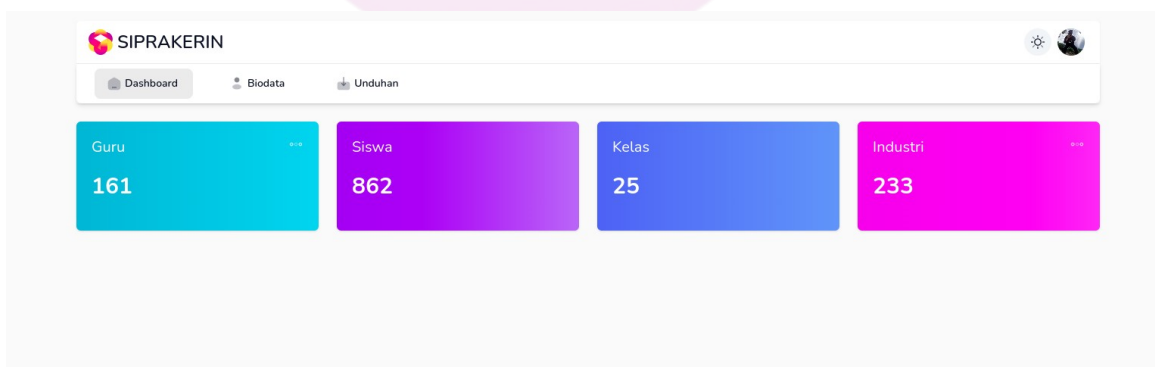 SIPRAKERIN
Dashboard Biodata Unduhan
Guru Siswa Kelas Industri
161 862 25 233